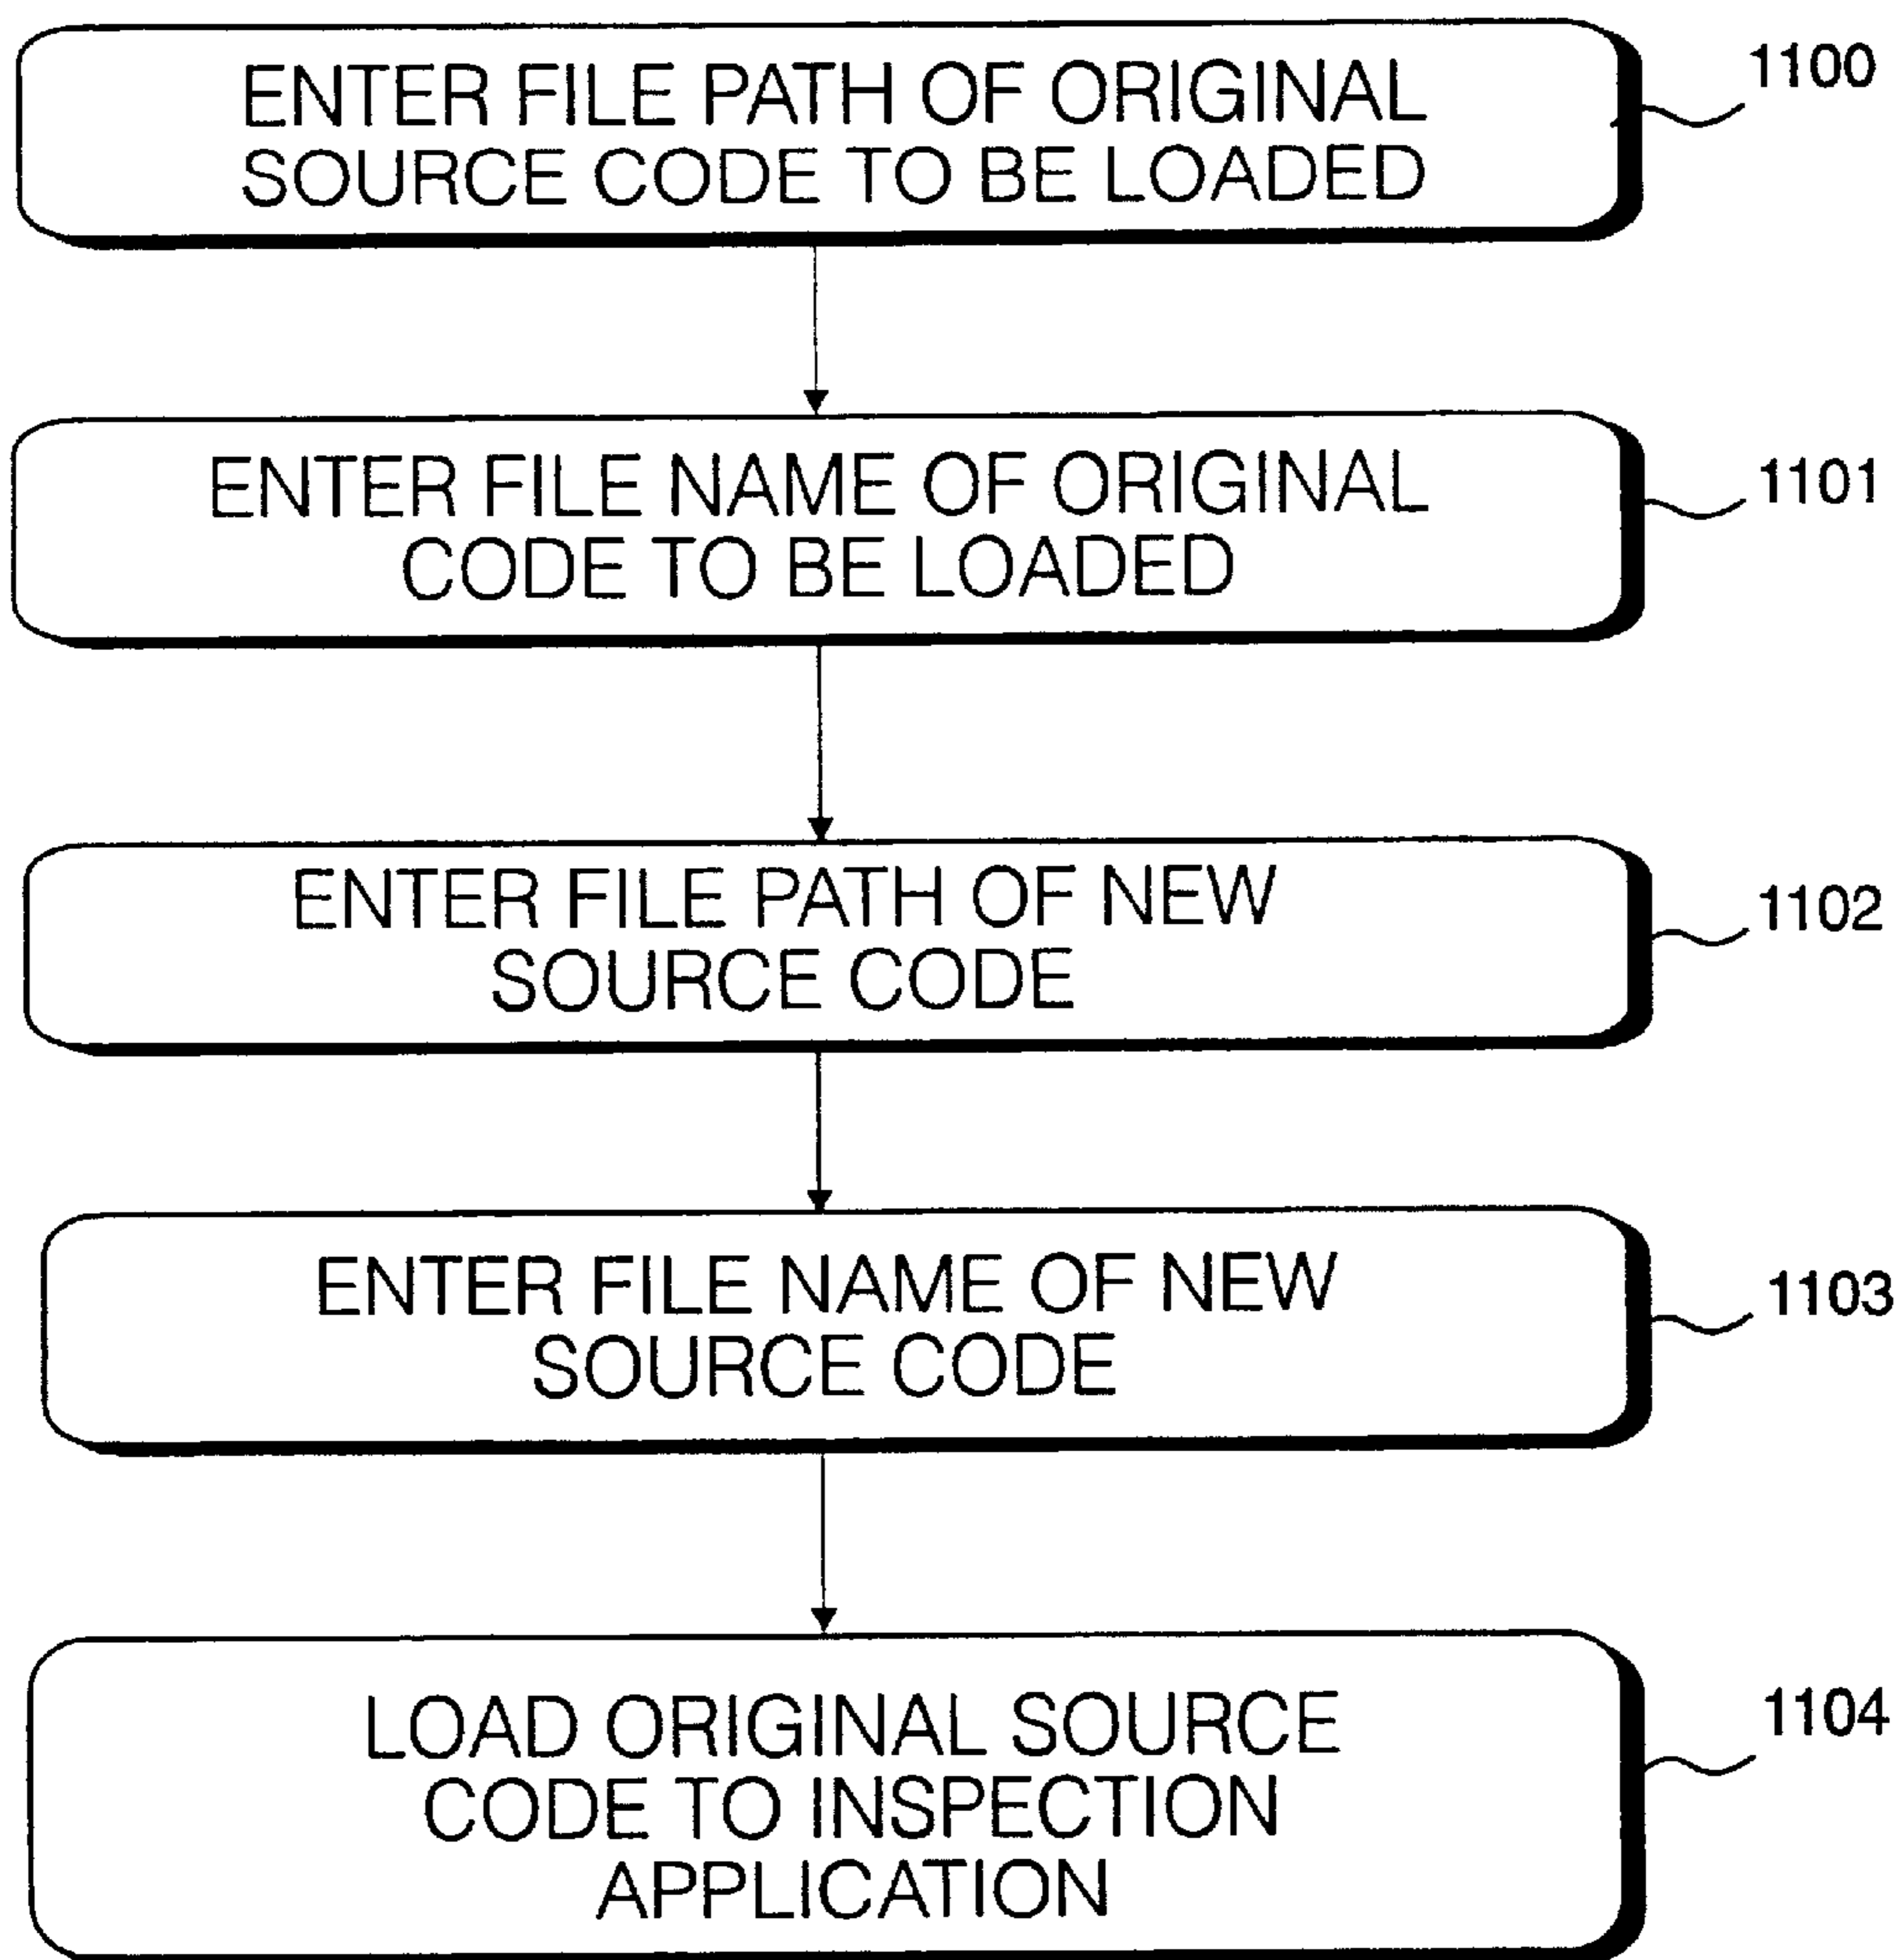 ENTER FILE PATH OF ORIGINAL
SOURCE CODE TO BE LOADED
1100
ENTER FILE NAME OF ORIGINAL
CODE TO BE LOADED
1101
ENTER FILE PATH OF NEW
SOURCE CODE
1102
ENTER FILE NAME OF NEW
SOURCE CODE
1103
LOAD ORIGINAL SOURCE
CODE TO INSPECTION
APPLICATION
1104